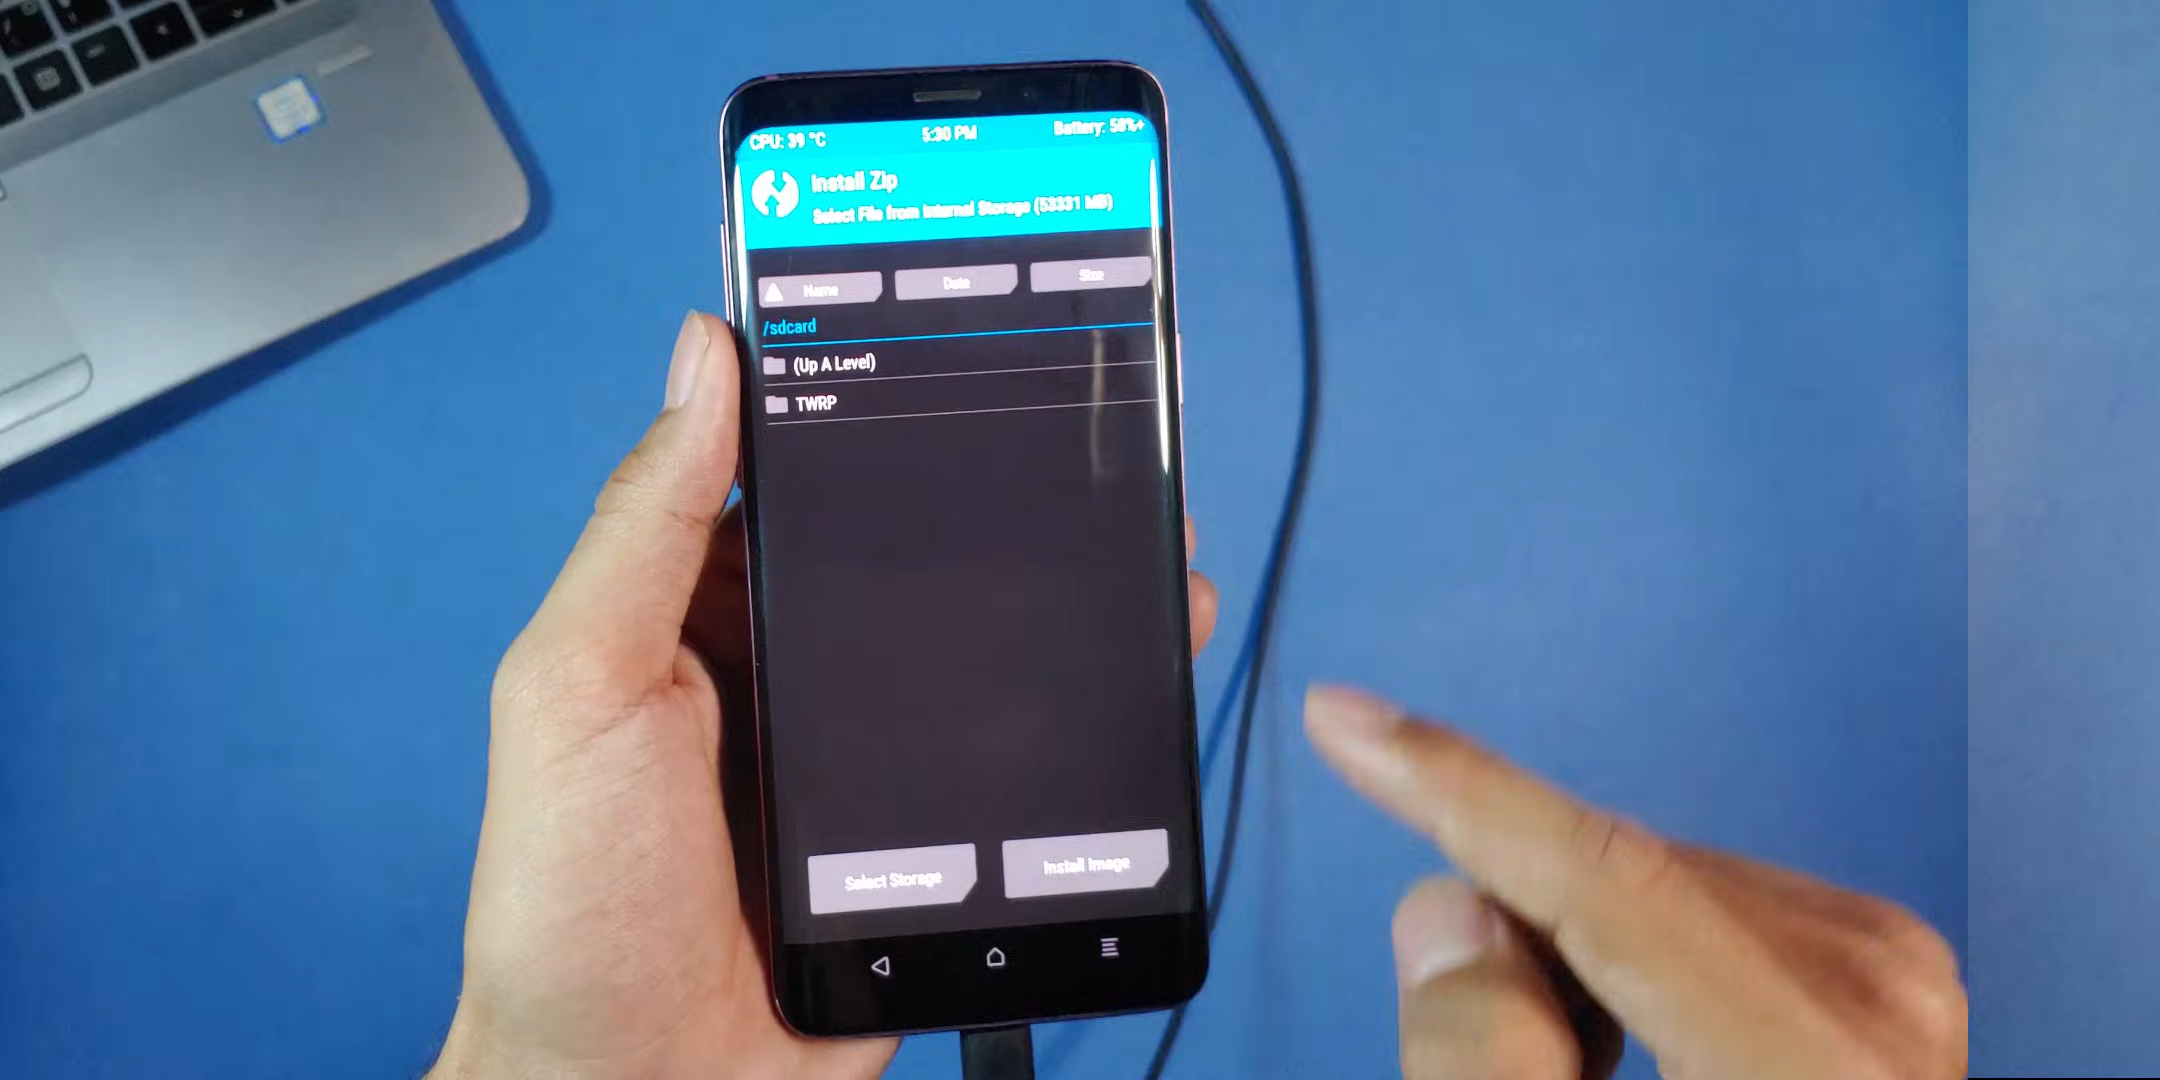 CPU: 39 °C 5:30 PM Battery: 58%+
Install Zip
Select File from Internal Storage (53331 MB)
Name Date Size
/sdcard
(Up A Level)
TWRP
Select Storage Install Image